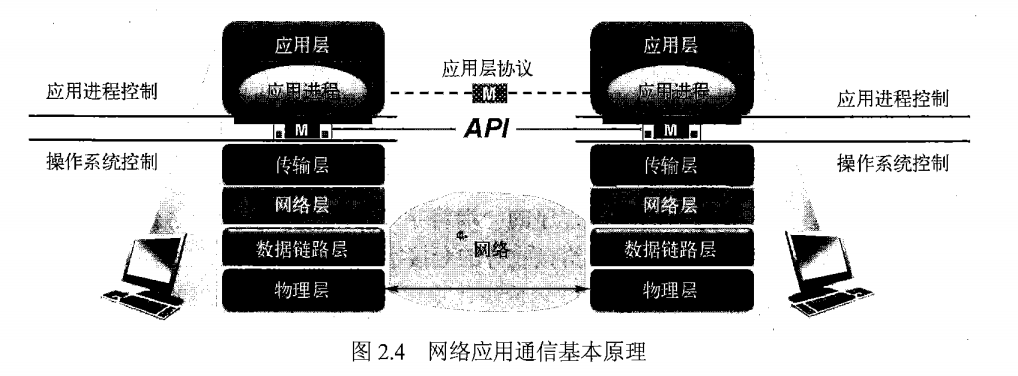 应用层
应用层
应用层协议
应用进程
M
应用进程
应用进程控制
应用进程控制
M
API
M
操作系统控制
操作系统控制
传输层
传输层
网络层
网络层
网络
数据链路层
数据链路层
物理层
物理层
图 2.4 网络应用通信基本原理